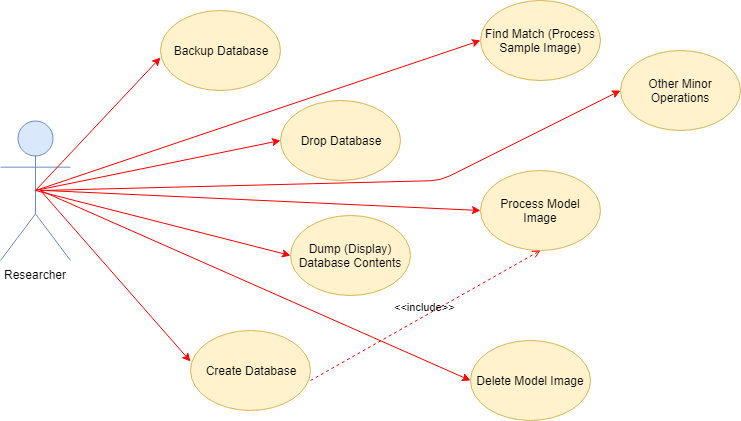 Find Match (Process
Sample Image)
Backup Database
Other Minor
Operations
Drop Database
Process Model
Image
Dump (Display)
Database Contents
Researcher
<<include>>
Create Database
Delete Model Image